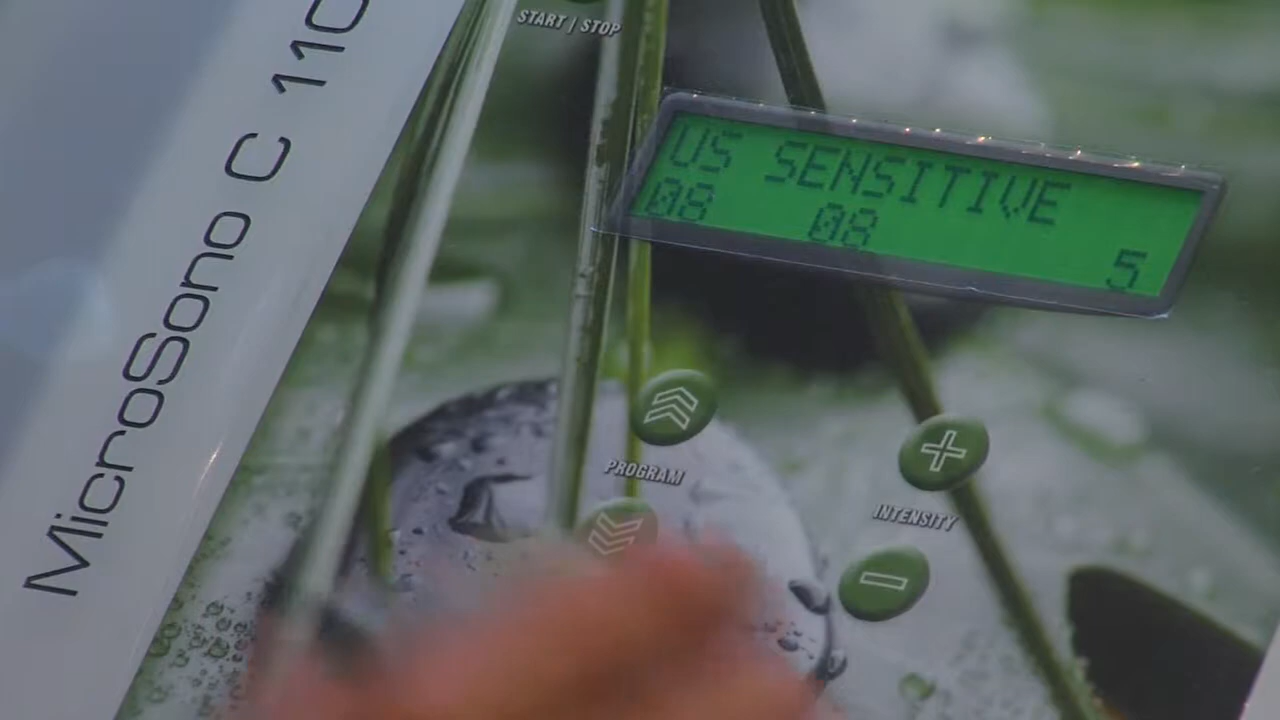 START | STOP
MicroSono C 110
US SENSITIVE
08 08 5
PROGRAM
INTENSITY